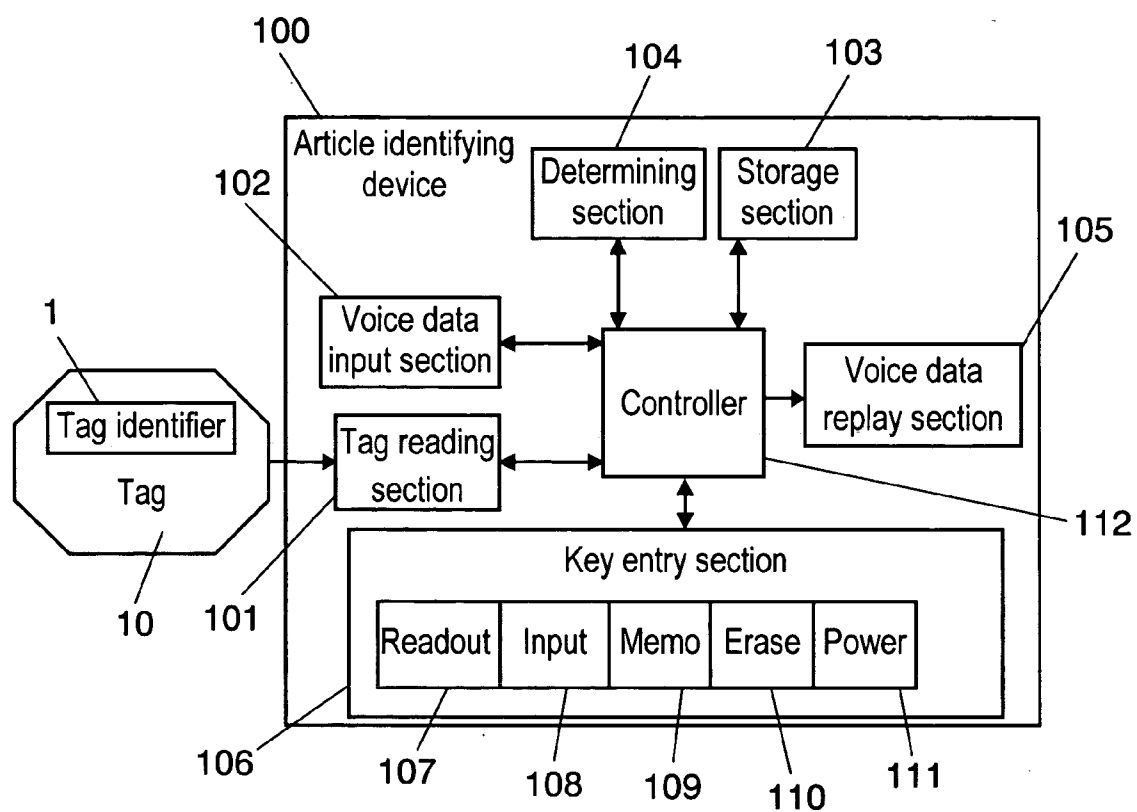 100
104
103
Article identifying
device
Determining
section
Storage
section
102
105
1
Voice data
input section
Controller
Voice data
replay section
Tag identifier
Tag
Tag reading
section
112
10
101
Key entry section
Readout
Input
Memo
Erase
Power
106
107
108
109
110
111